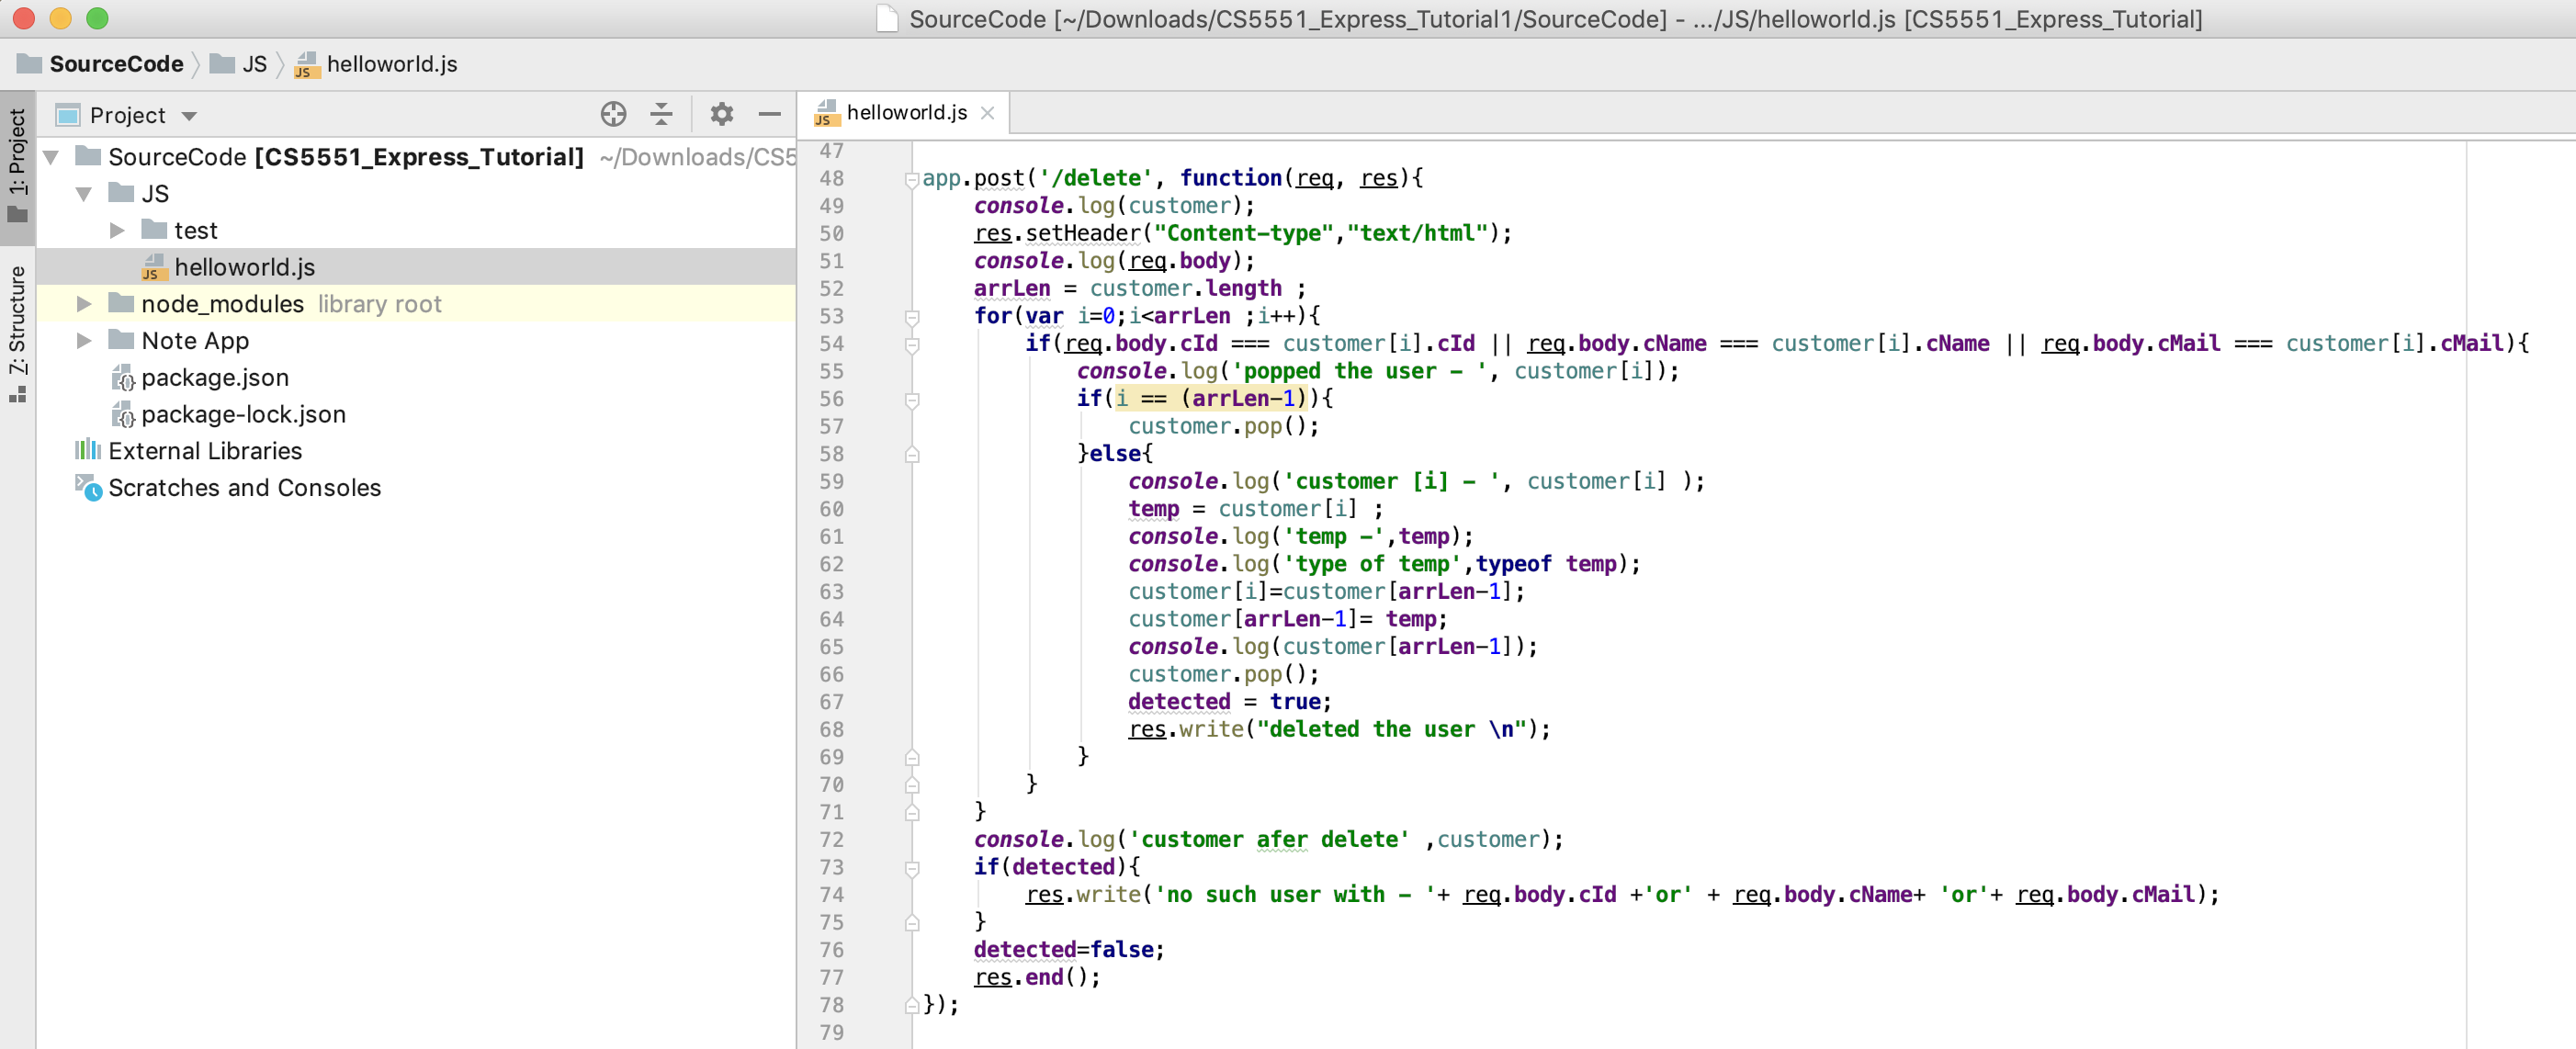 SourceCode [~/Downloads/CS5551_Express_Tutorial1/SourceCode] - .../JS/helloworld.js [CS5551_Express_Tutorial]
SourceCode JS helloworld.js
1: Project
7: Structure
Project
SourceCode [CS5551_Express_Tutorial] ~/Downloads/CS5
JS
test
helloworld.js
node_modules library root
Note App
package.json
package-lock.json
External Libraries
Scratches and Consoles
helloworld.js
47
48 app.post('/delete', function(req, res){
49 console.log(customer);
50 res.setHeader("Content-type","text/html");
51 console.log(req.body);
52 arrLen = customer.length ;
53 for(var i=0;i<arrLen ;i++){
54 if(req.body.cId === customer[i].cId || req.body.cName === customer[i].cName || req.body.cMail === customer[i].cMail){
55 console.log('popped the user - ', customer[i]);
56 if(i == (arrLen-1)){
57 customer.pop();
58 }else{
59 console.log('customer [i] - ', customer[i] );
60 temp = customer[i] ;
61 console.log('temp -',temp);
62 console.log('type of temp',typeof temp);
63 customer[i]=customer[arrLen-1];
64 customer[arrLen-1]= temp;
65 console.log(customer[arrLen-1]);
66 customer.pop();
67 detected = true;
68 res.write("deleted the user \n");
69 }
70 }
71 }
72 console.log('customer afer delete' ,customer);
73 if(detected){
74 res.write('no such user with - '+ req.body.cId +'or' + req.body.cName+ 'or'+ req.body.cMail);
75 }
76 detected=false;
77 res.end();
78 });
79